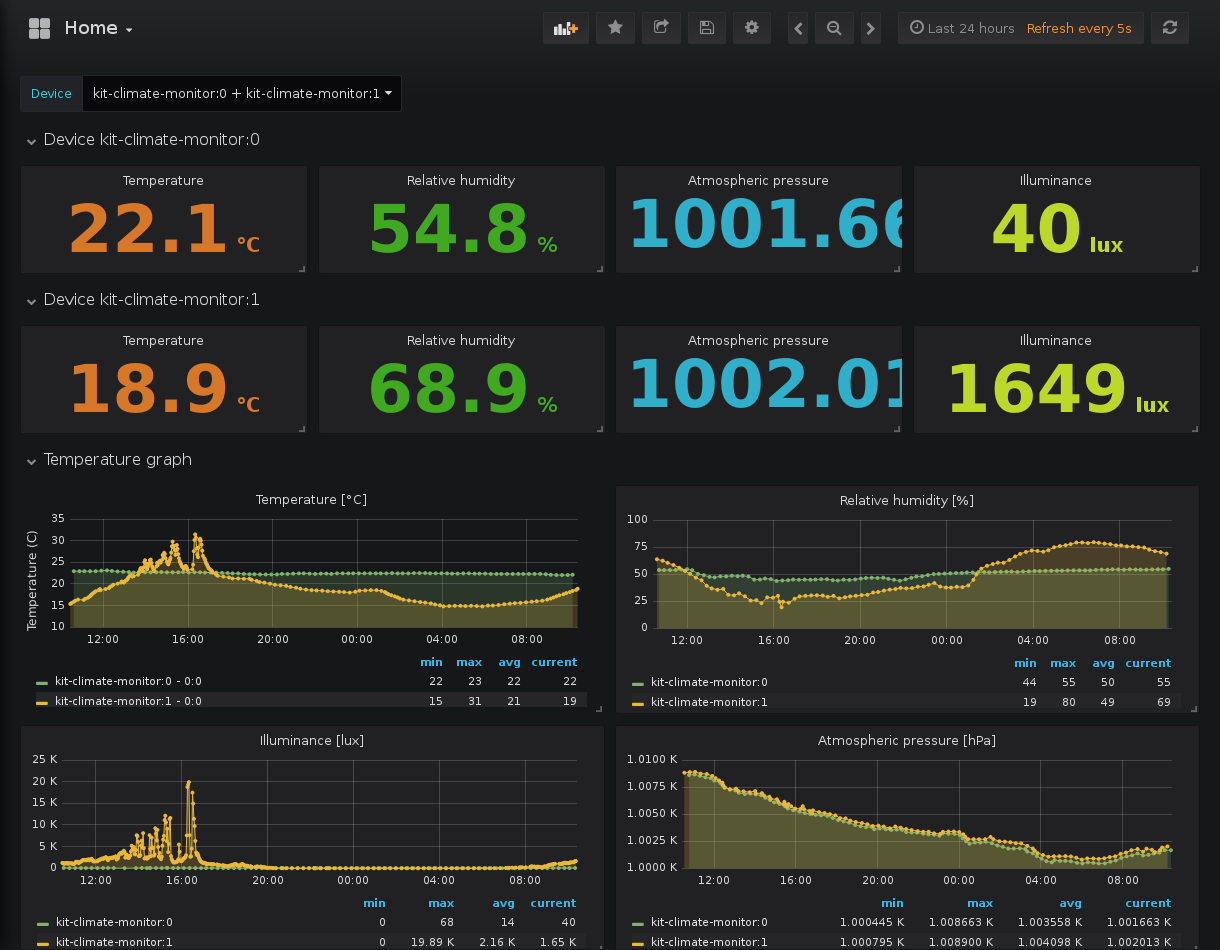 Home
Last 24 hours Refresh every 5s
Device kit-climate-monitor:0 + kit-climate-monitor:1
Device kit-climate-monitor:0
Temperature Relative humidity Atmospheric pressure Illuminance
22.1 °C 54.8 % 1001.66 40 lux
Device kit-climate-monitor:1
Temperature Relative humidity Atmospheric pressure Illuminance
18.9 °C 68.9 % 1002.01 1649 lux
Temperature graph
Temperature [°C]
Temperature (C)
35
30
25
20
15
10
12:00 16:00 20:00 00:00 04:00 08:00
min max avg current
kit-climate-monitor:0 - 0:0 22 23 22 22
kit-climate-monitor:1 - 0:0 15 31 21 19
Relative humidity [%]
100
75
50
25
0
12:00 16:00 20:00 00:00 04:00 08:00
min max avg current
kit-climate-monitor:0 44 55 50 55
kit-climate-monitor:1 19 80 49 69
Illuminance [lux]
25 K
20 K
15 K
10 K
5 K
0
12:00 16:00 20:00 00:00 04:00 08:00
min max avg current
kit-climate-monitor:0 0 68 14 40
kit-climate-monitor:1 0 19.89 K 2.16 K 1.65 K
Atmospheric pressure [hPa]
1.0100 K
1.0075 K
1.0050 K
1.0025 K
1.0000 K
12:00 16:00 20:00 00:00 04:00 08:00
min max avg current
kit-climate-monitor:0 1.000445 K 1.008663 K 1.003558 K 1.001663 K
kit-climate-monitor:1 1.000795 K 1.008900 K 1.004098 K 1.002013 K